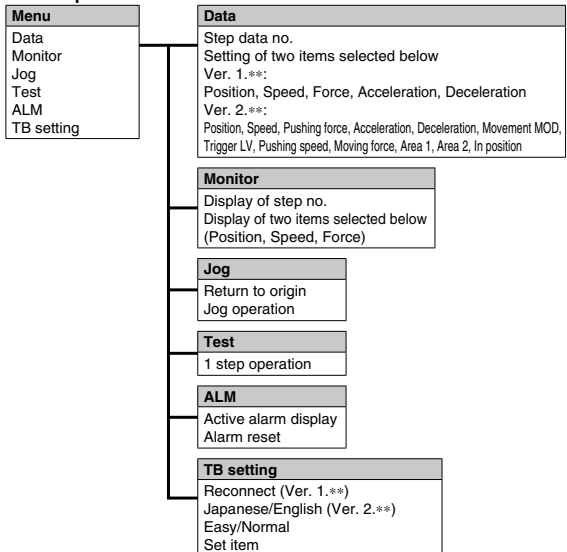 Menu
Data
Monitor
Jog
Test
ALM
TB setting
Data
Step data no.
Setting of two items selected below
Ver. 1.∗∗:
Position, Speed, Force, Acceleration, Deceleration
Ver. 2.∗∗:
Position, Speed, Pushing force, Acceleration, Deceleration, Movement MOD,
Trigger LV, Pushing speed, Moving force, Area 1, Area 2, In position
Monitor
Display of step no.
Display of two items selected below
(Position, Speed, Force)
Jog
Return to origin
Jog operation
Test
1 step operation
ALM
Active alarm display
Alarm reset
TB setting
Reconnect (Ver. 1.∗∗)
Japanese/English (Ver. 2.∗∗)
Easy/Normal
Set item